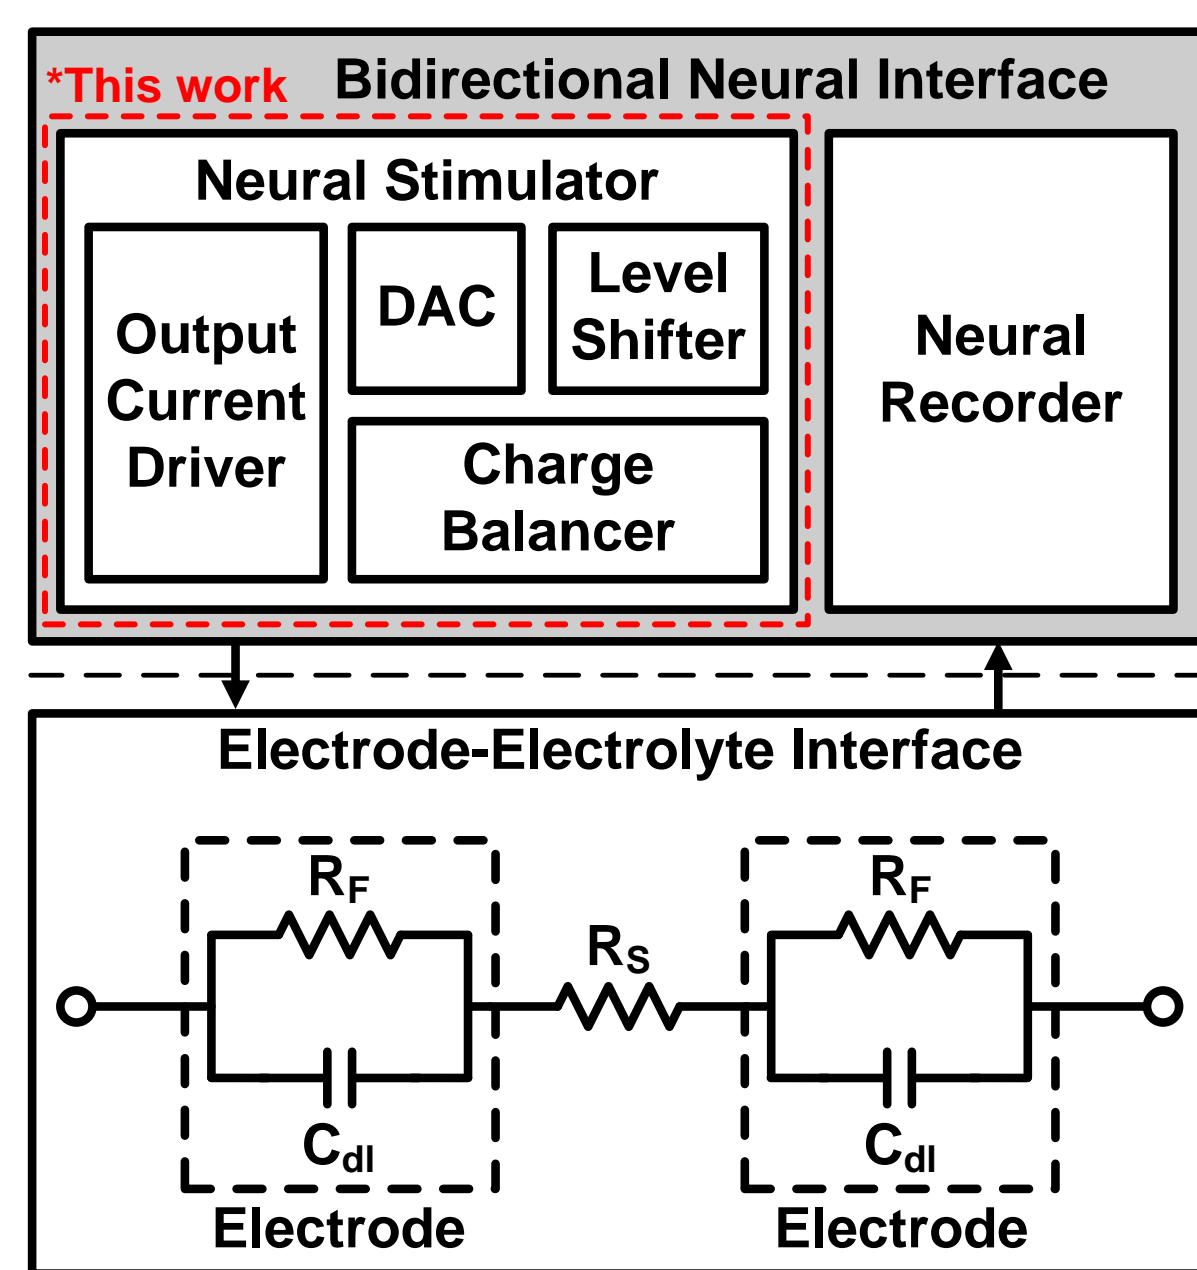 *This work
Bidirectional Neural Interface
Neural Stimulator
Output
Current
Driver
DAC
Level
Shifter
Charge
Balancer
Neural
Recorder
Electrode-Electrolyte Interface
RF
Cdl
Electrode
RS
RF
Cdl
Electrode